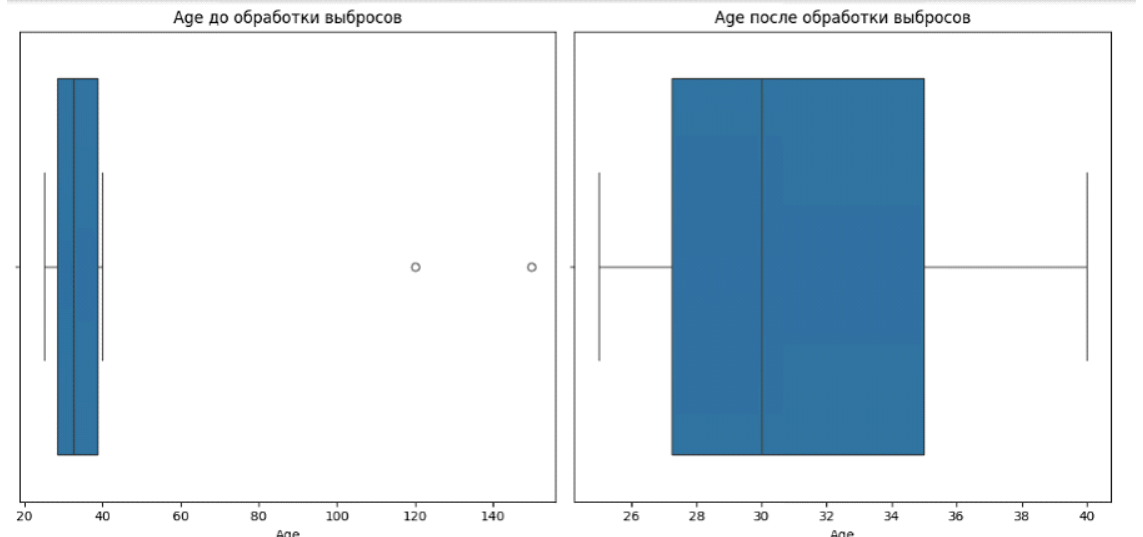 Age до обработки выбросов
Age после обработки выбросов
20 40 60 80 100 120 140
26 28 30 32 34 36 38 40
Age
Age